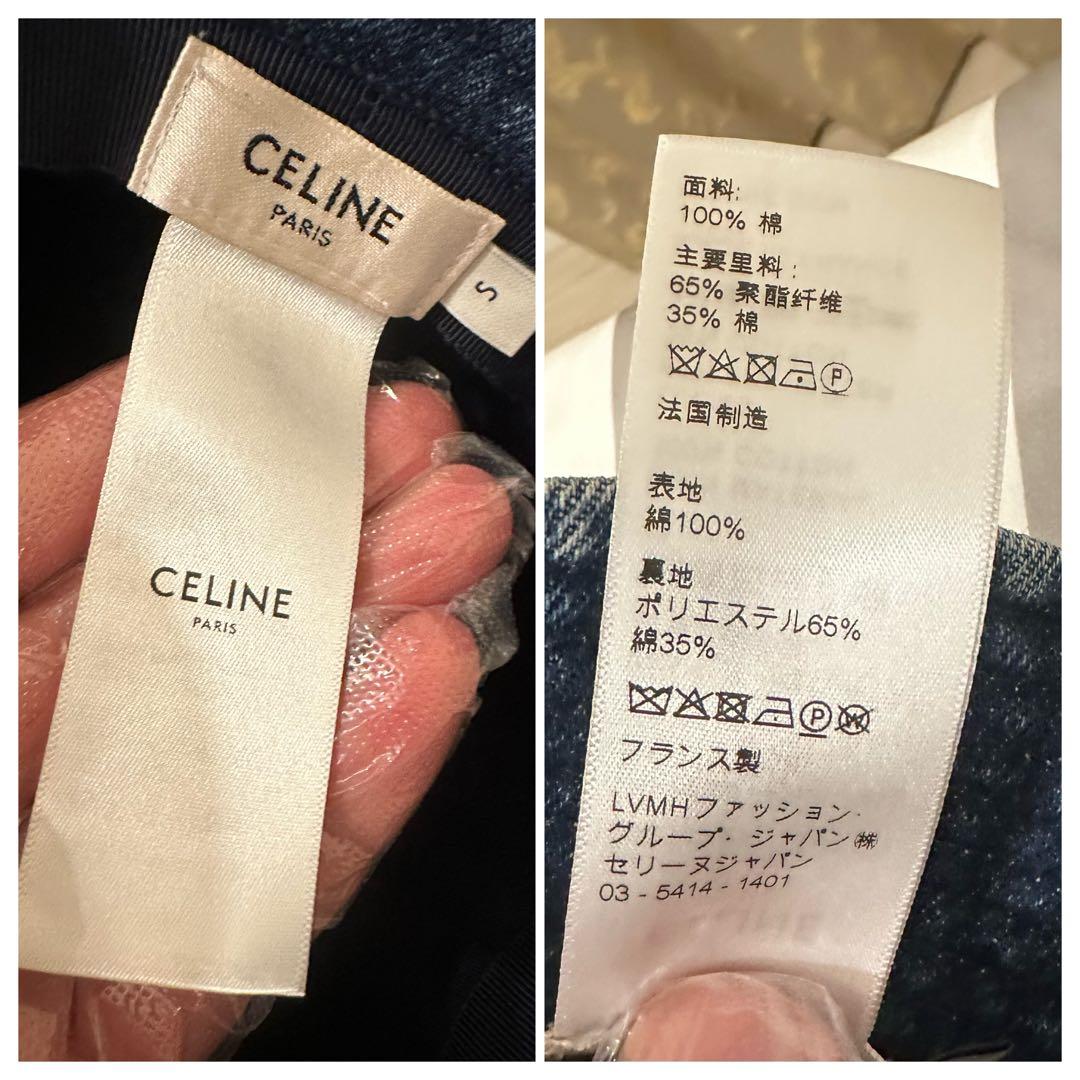 CELINE
PARIS
S
CELINE
PARIS
面料:
100% 棉
主要里料:
65% 聚酯纤维
35% 棉
P
法国制造
表地
綿100%
裏地
ポリエステル65%
綿35%
P W
フランス製
LVMHファッション・
グループ・ジャパン㈱
セリーヌジャパン
03 - 5414 - 1401